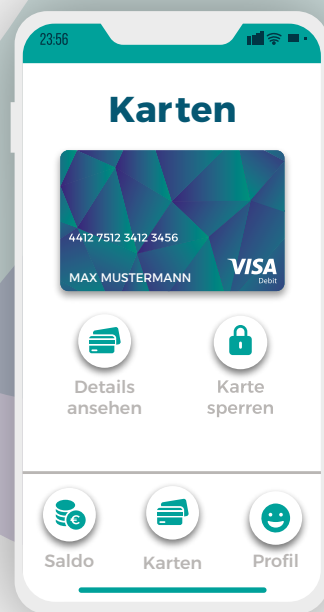 23:56
Karten
4412 7512 3412 3456
MAX MUSTERMANN
VISA
Debit
Details
ansehen
Karte
sperren
Saldo
Karten
Profil